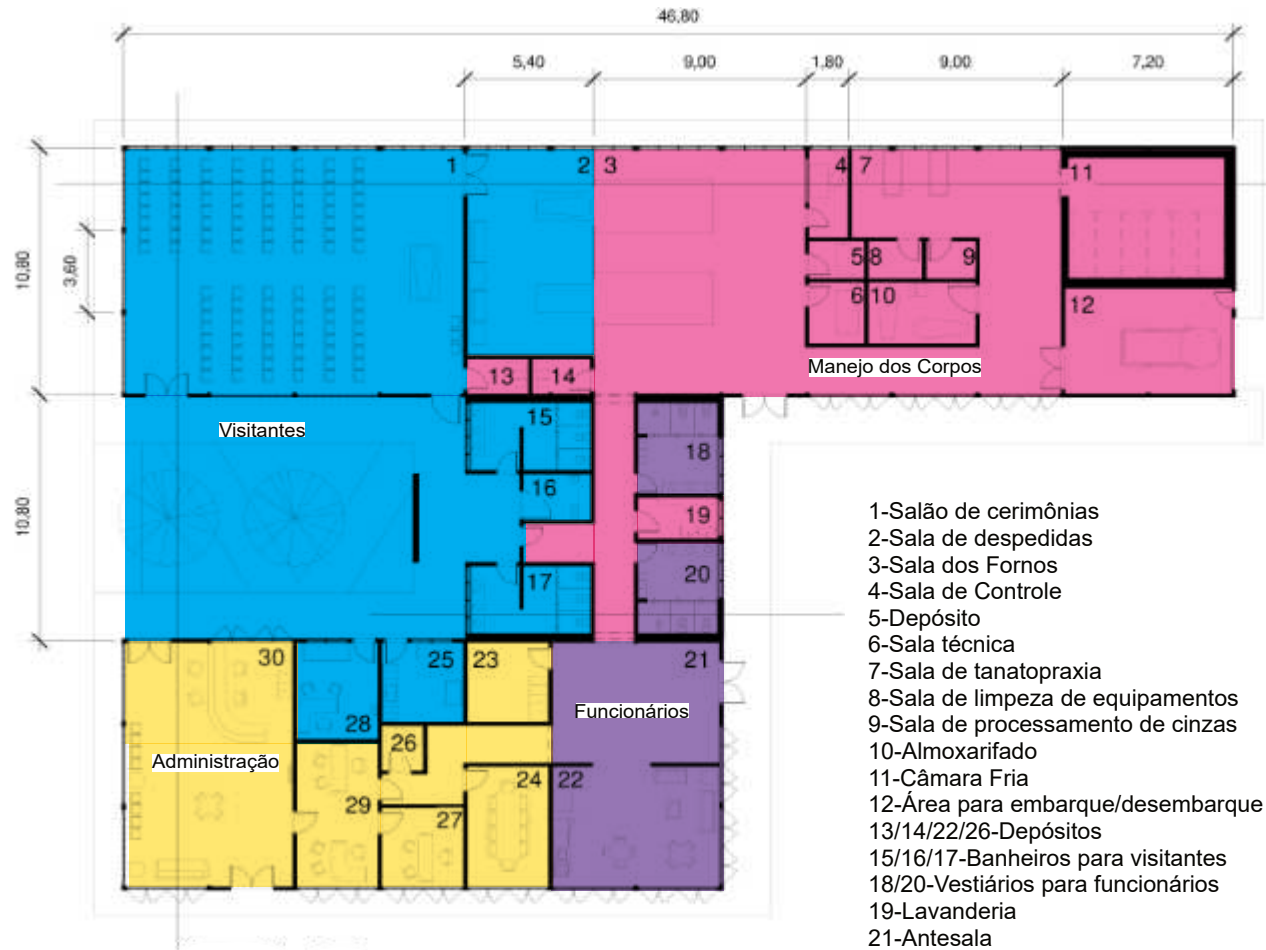 46,80
5,40 9,00 1,80 9,00 7,20
10,80
3,60
10,80
1 2 3 4 7 11
5 8 9
6 10 12
13 14
Manejo dos Corpos
15
Visitantes
18
16
19
17 20
30 25 23 21
28
Funcionários
26
Administração
24 22
29 27
1-Salão de cerimônias
2-Sala de despedidas
3-Sala dos Fornos
4-Sala de Controle
5-Depósito
6-Sala técnica
7-Sala de tanatopraxia
8-Sala de limpeza de equipamentos
9-Sala de processamento de cinzas
10-Almoxarifado
11-Câmara Fria
12-Área para embarque/desembarque
13/14/22/26-Depósitos
15/16/17-Banheiros para visitantes
18/20-Vestiários para funcionários
19-Lavanderia
21-Antesala